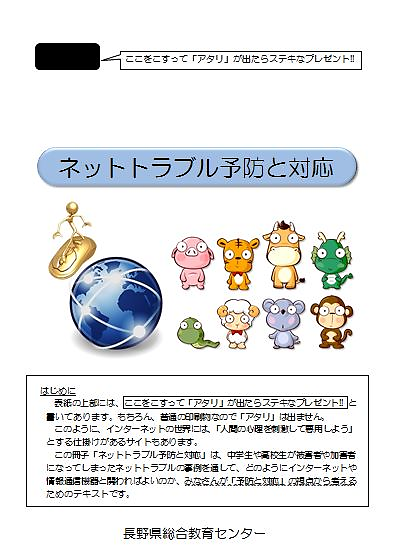 ここをこすって「アタリ」が出たらステキなプレゼント!!
ネットトラブル予防と対応
はじめに
表紙の上部には、ここをこすって「アタリ」が出たらステキなプレゼント!!と
書いてあります。もちろん、普通の印刷物なので「アタリ」は出ません。
このように、インターネットの世界には、「人間の心理を刺激して悪用しよう」
とする仕掛けがあるサイトもあります。
この冊子「ネットトラブル予防と対応」は、中学生や高校生が被害者や加害者
になってしまったネットトラブルの事例を通して、どのようにインターネットや
情報通信機器と関わればよいのか、みなさんが「予防と対応」の視点から考える
ためのテキストです。
長野県総合教育センター